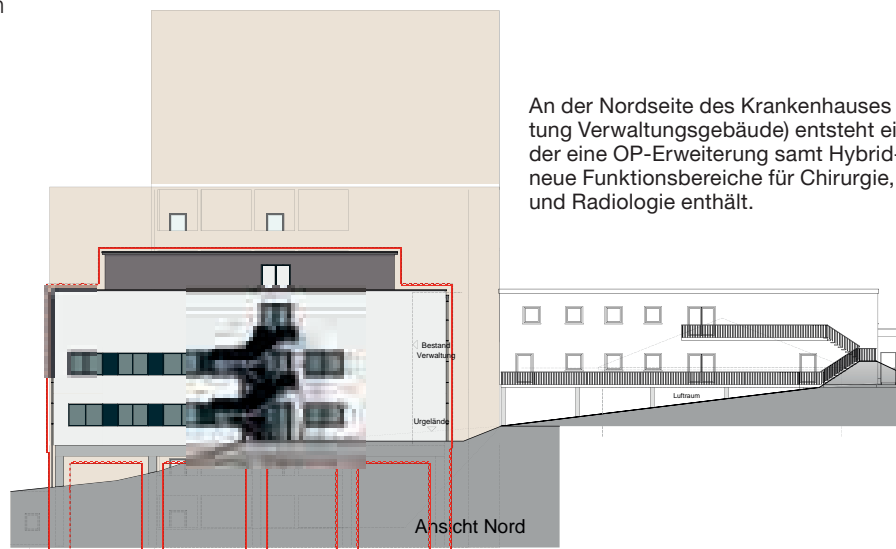 An der Nordseite des Krankenhauses
tung Verwaltungsgebäude) entsteht ei
der eine OP-Erweiterung samt Hybrid-
neue Funktionsbereiche für Chirurgie,
und Radiologie enthält.
Bestand
Verwaltung
Luftraum
Urgelände
Ansicht Nord